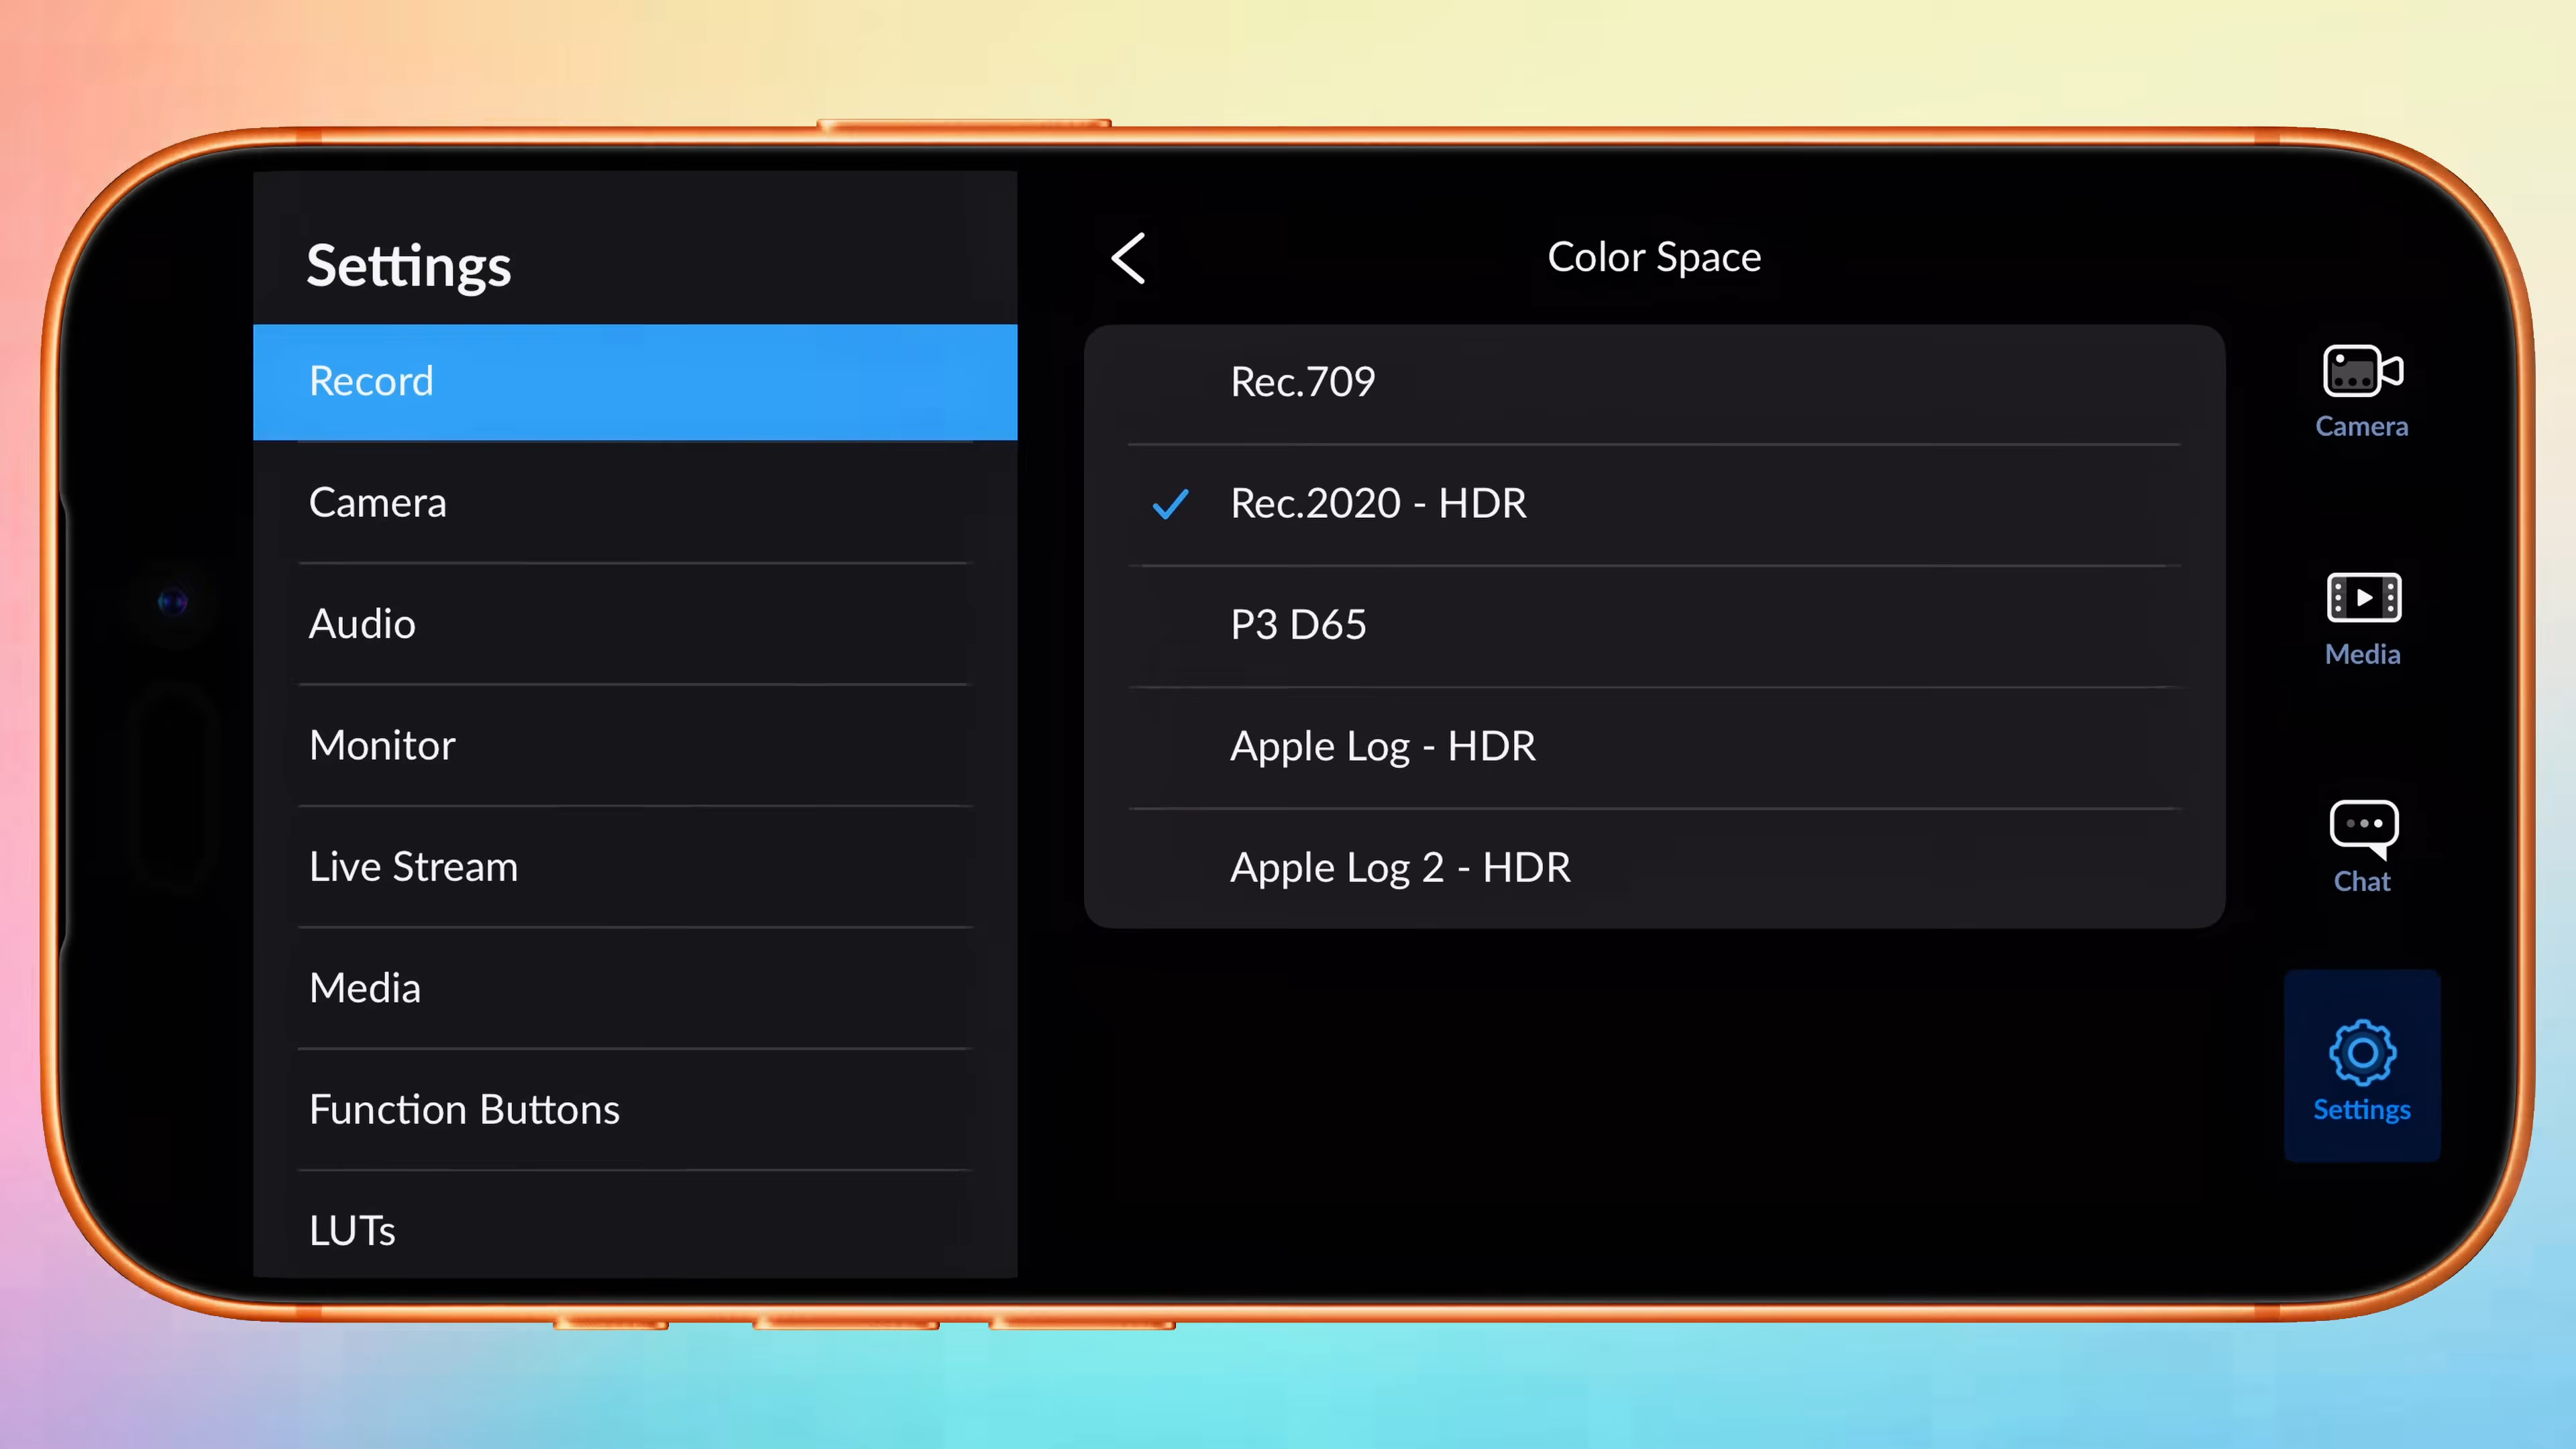 Settings
Record
Camera
Audio
Monitor
Live Stream
Media
Function Buttons
LUTs
Color Space
Rec.709
Rec.2020 - HDR
P3 D65
Apple Log - HDR
Apple Log 2 - HDR
Camera
Media
Chat
Settings